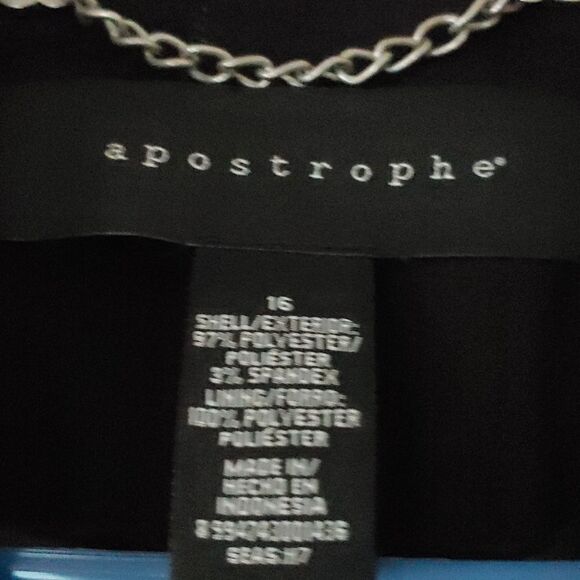 apostrophe®
16
SHELL/EXTERIOR:
97% POLYESTER/
POLIÉSTER
3% SPANDEX
LINING/FORRO:
100% POLYESTER
POLIÉSTER
MADE IN/
HECHO EN
INDONESIA